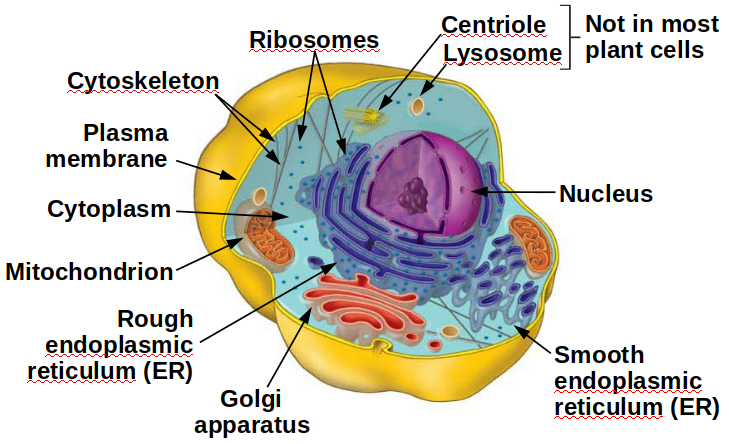 Ribosomes
Centriole
Lysosome
Not in most
plant cells
Cytoskeleton
Plasma
membrane
Cytoplasm
Nucleus
Mitochondrion
Rough
endoplasmic
reticulum (ER)
Golgi
apparatus
Smooth
endoplasmic
reticulum (ER)